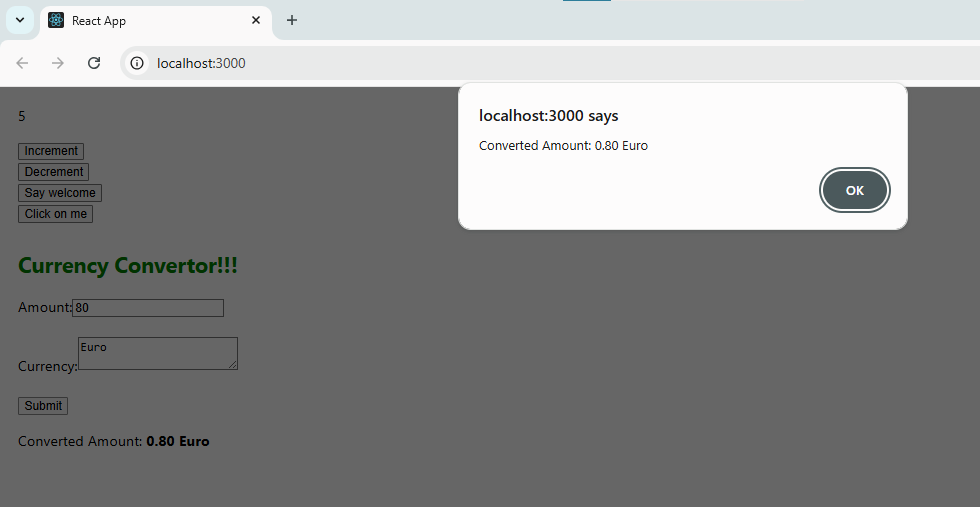 React App
localhost:3000
localhost:3000 says
Converted Amount: 0.80 Euro
OK
5
Increment
Decrement
Say welcome
Click on me
Currency Convertor!!!
Amount:80
Currency:Euro
Submit
Converted Amount: 0.80 Euro